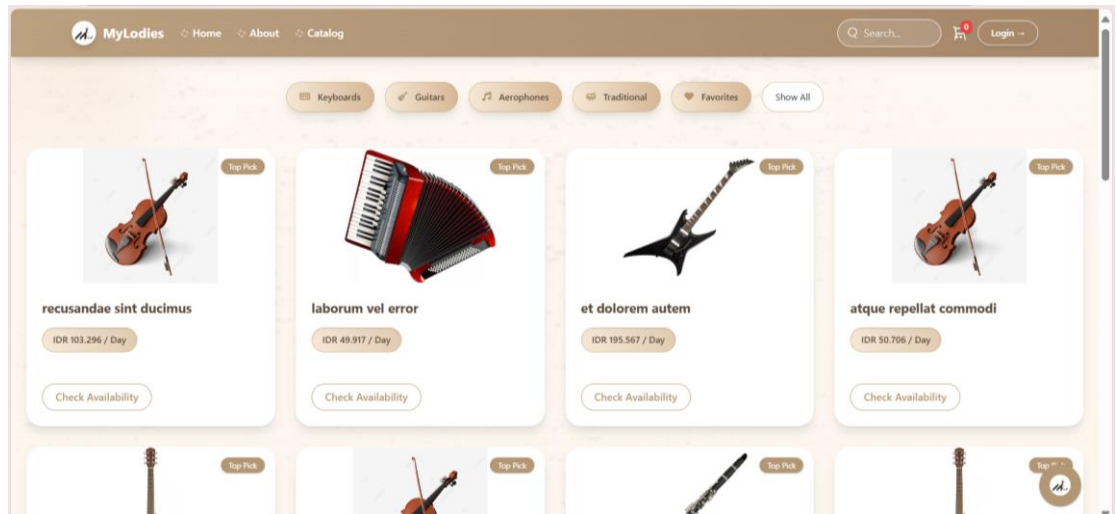 MyLodies Home About Catalog Search... 0 Login →
Keyboards Guitars Aerophones Traditional Favorites Show All
Top Pick Top Pick Top Pick Top Pick
recusandae sint ducimus laborum vel error et dolorem autem atque repellat commodi
IDR 103.296 / Day IDR 49.917 / Day IDR 195.567 / Day IDR 50.706 / Day
Check Availability Check Availability Check Availability Check Availability
Top Pick Top Pick Top Pick Top